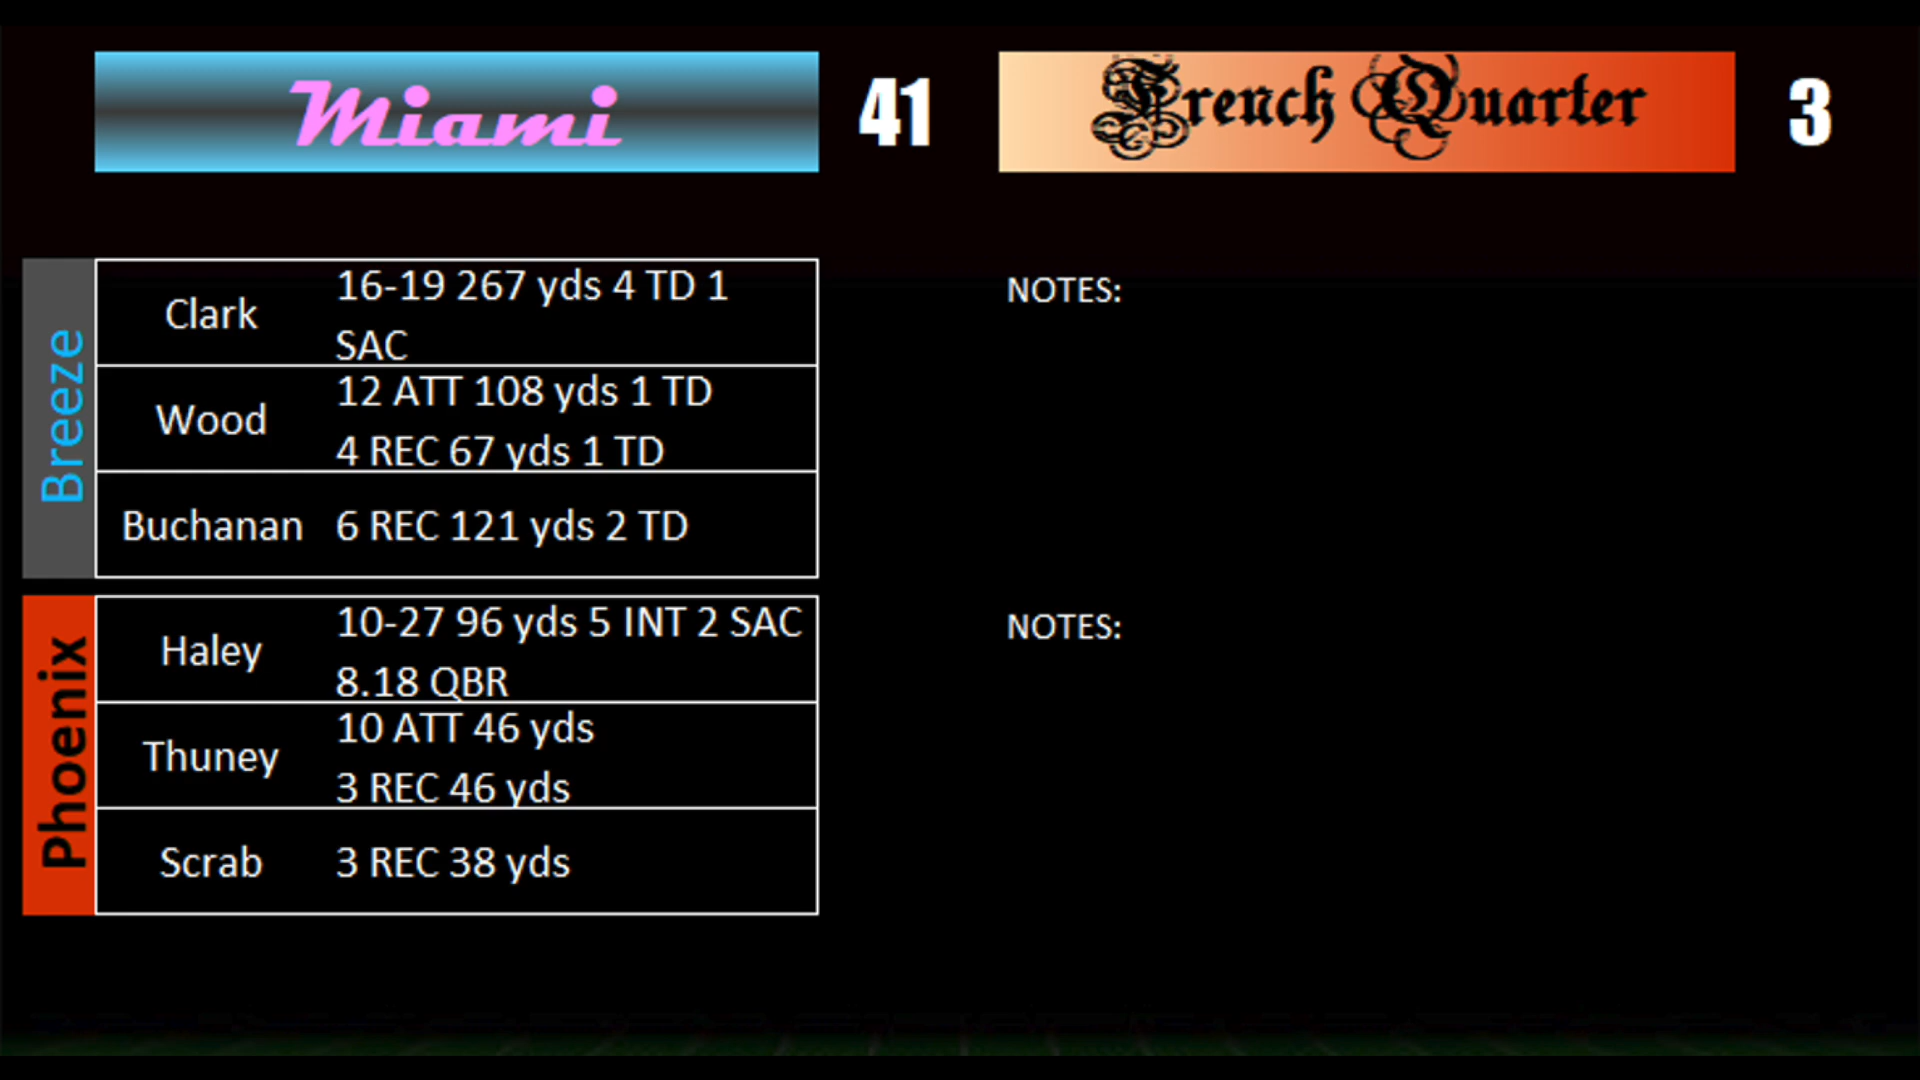 Miami 41 French Quarter 3
Breeze
Clark 16-19 267 yds 4 TD 1
SAC
NOTES:
Wood 12 ATT 108 yds 1 TD
4 REC 67 yds 1 TD
Buchanan 6 REC 121 yds 2 TD
Phoenix
Haley 10-27 96 yds 5 INT 2 SAC
8.18 QBR
NOTES:
Thuney 10 ATT 46 yds
3 REC 46 yds
Scrab 3 REC 38 yds